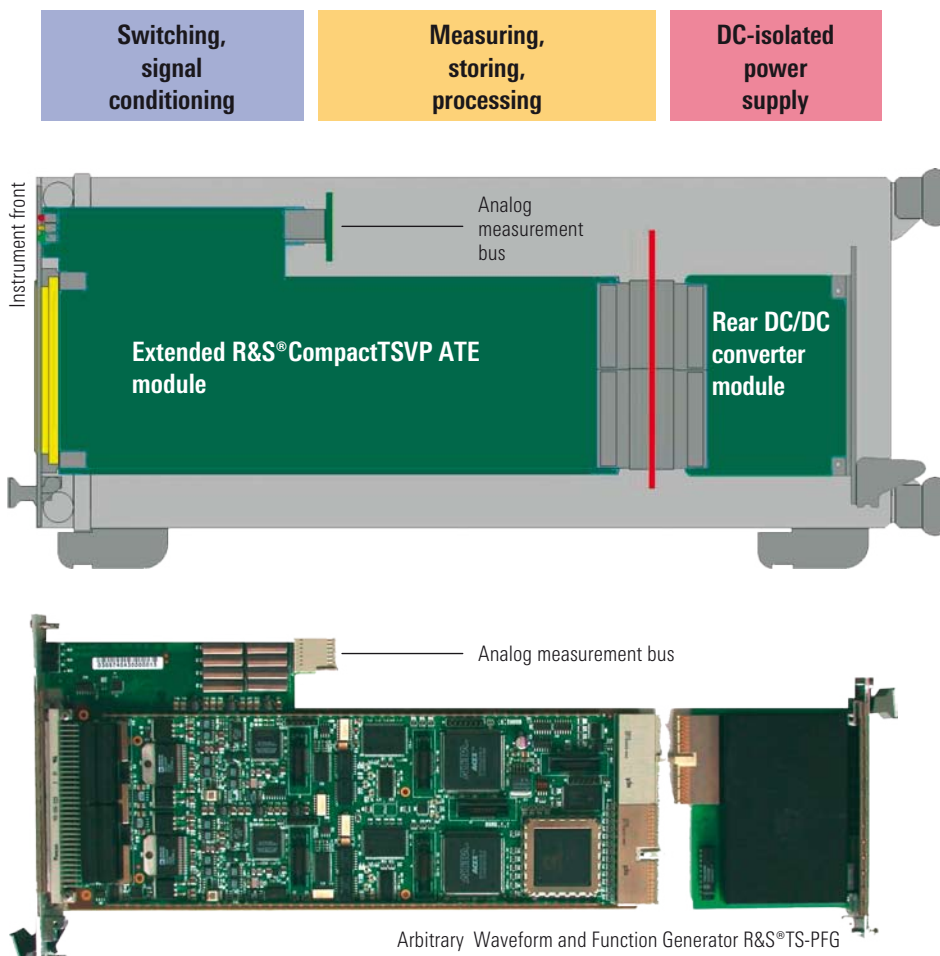 Switching,
signal
conditioning
Measuring,
storing,
processing
DC-isolated
power
supply
Instrument front
Analog
measurement
bus
Extended R&S®CompactTSVP ATE
module
Rear DC/DC
converter
module
Analog measurement bus
Arbitrary Waveform and Function Generator R&S®TS-PFG